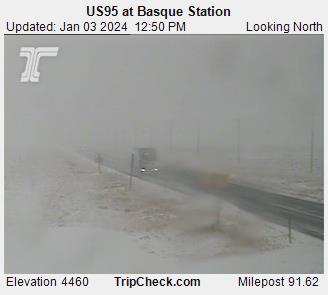 US95 at Basque Station
Updated: Jan 03 2024 12:50 PM Looking North
Elevation 4460 TripCheck.com Milepost 91.62